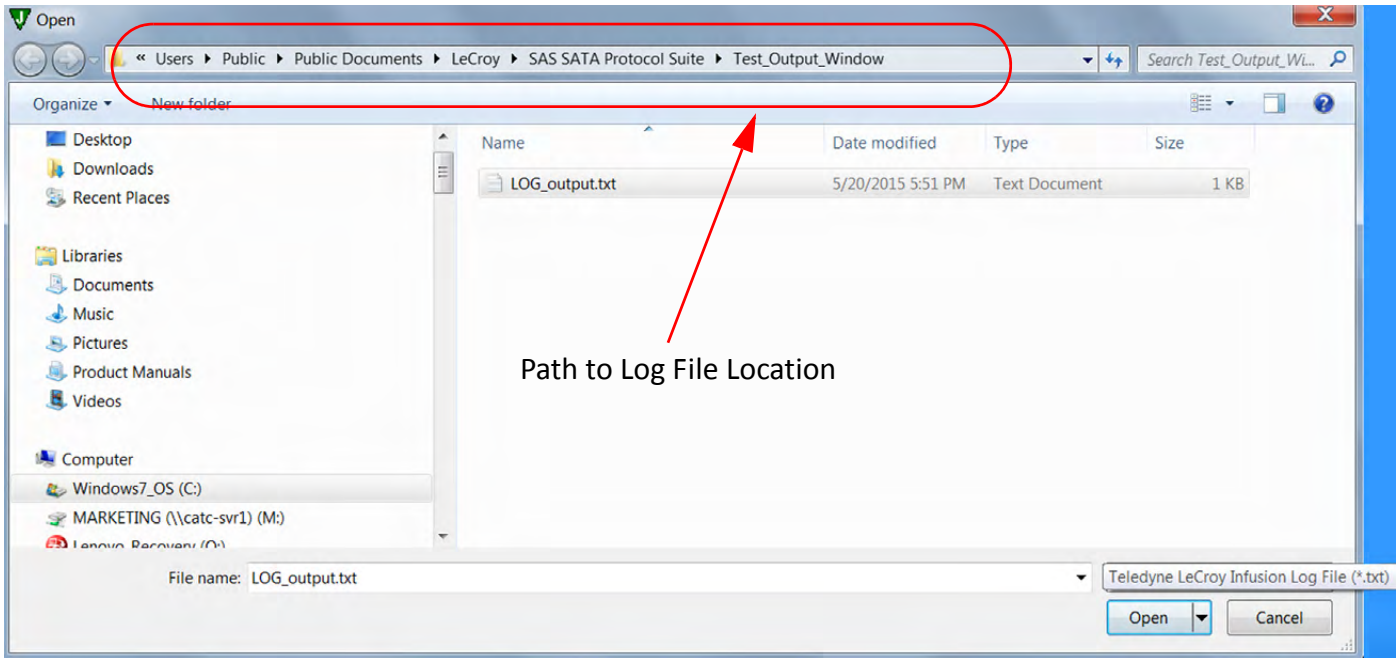 Open
« Users ▸ Public ▸ Public Documents ▸ LeCroy ▸ SAS SATA Protocol Suite ▸ Test_Output_Window
Search Test_Output_Wi...
Organize
New folder
Name
Date modified
Type
Size
Desktop
Downloads
Recent Places
LOG_output.txt
5/20/2015 5:51 PM
Text Document
1 KB
Libraries
Documents
Music
Pictures
Product Manuals
Videos
Path to Log File Location
Computer
Windows7_OS (C:)
MARKETING (\\catc-svr1) (M:)
Lenovo_Recovery (Q:)
File name:
LOG_output.txt
Teledyne LeCroy Infusion Log File (*.txt)
Open
Cancel